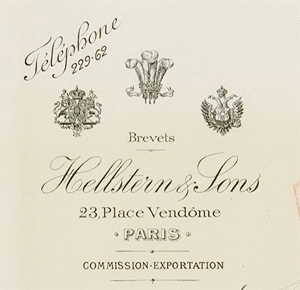 Téléphone
229-62
Brevets
Hellstern & Sons
23, Place Vendôme
· PARIS ·
COMMISSION-EXPORTATION